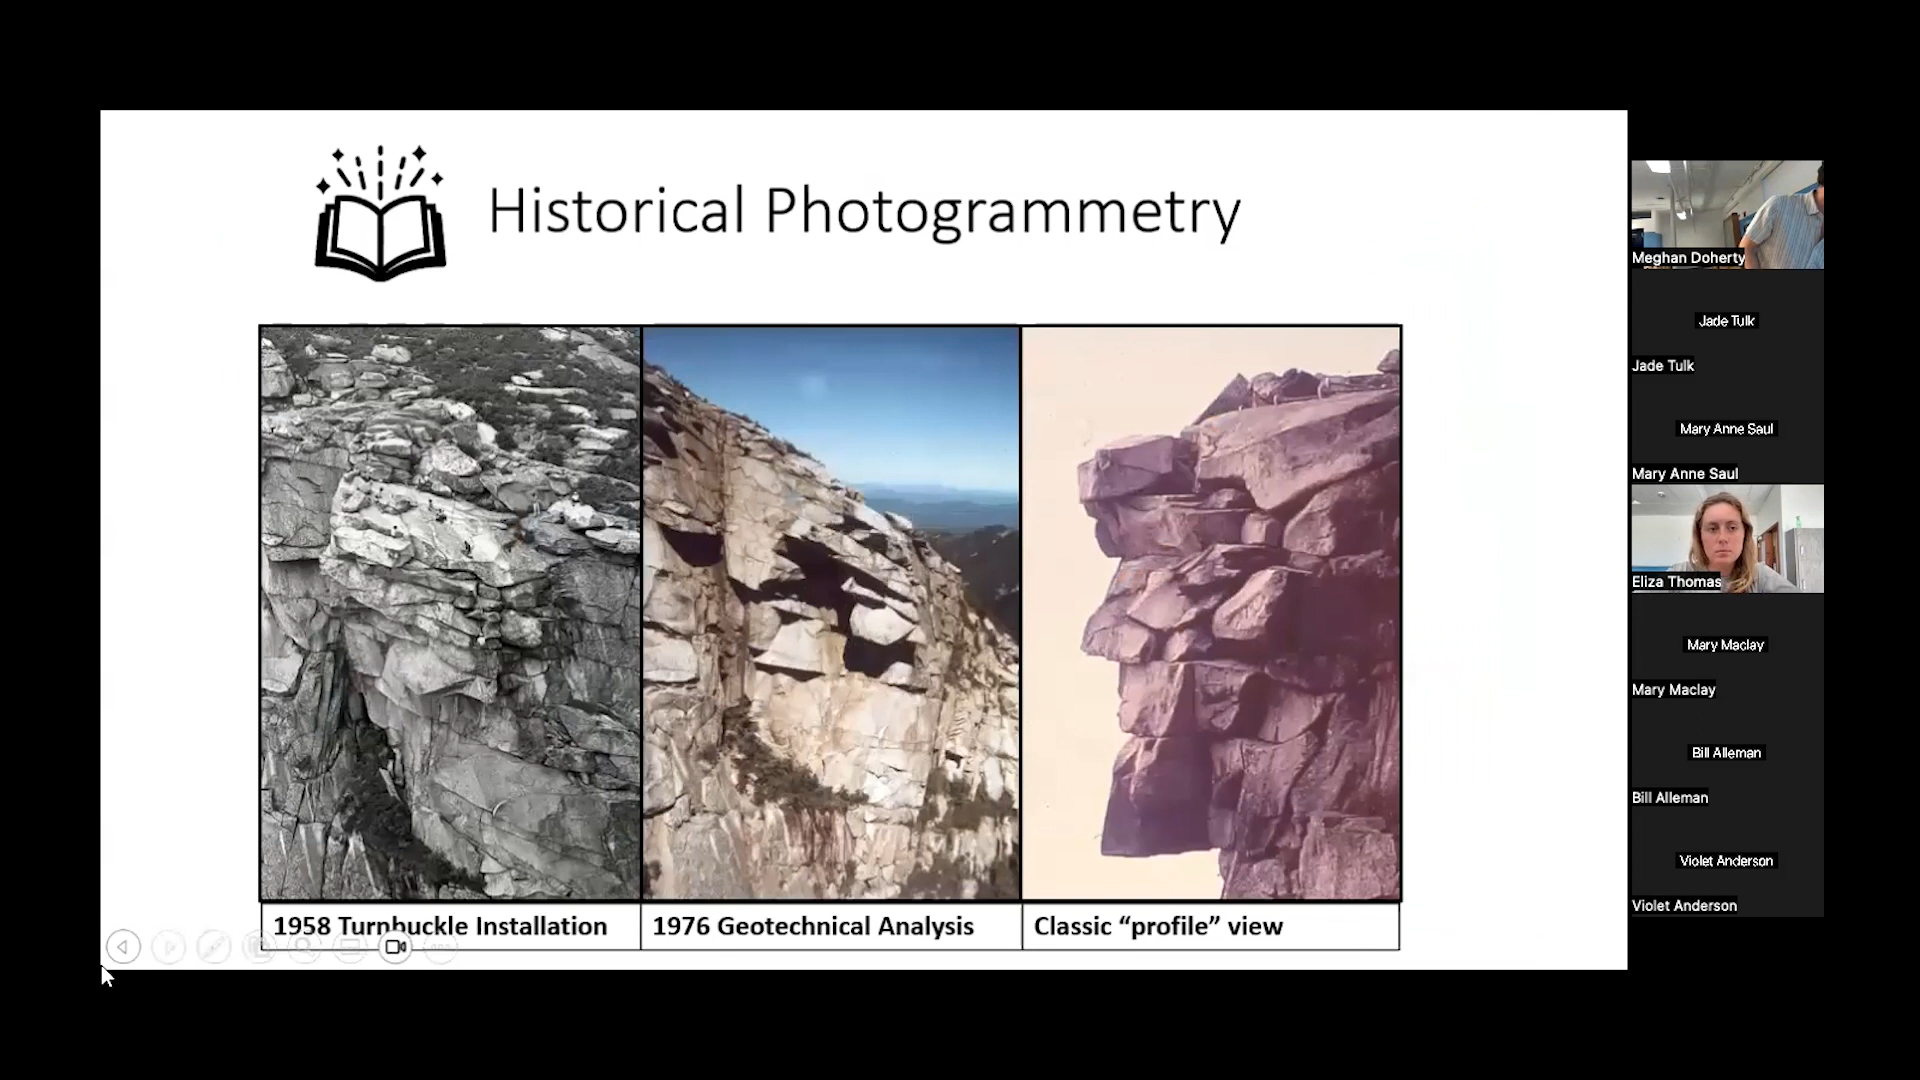 Historical Photogrammetry
1958 Turnbuckle Installation
1976 Geotechnical Analysis
Classic “profile” view
Meghan Doherty
Jade Tulk
Jade Tulk
Mary Anne Saul
Mary Anne Saul
Eliza Thomas
Mary Maclay
Mary Maclay
Bill Alleman
Bill Alleman
Violet Anderson
Violet Anderson